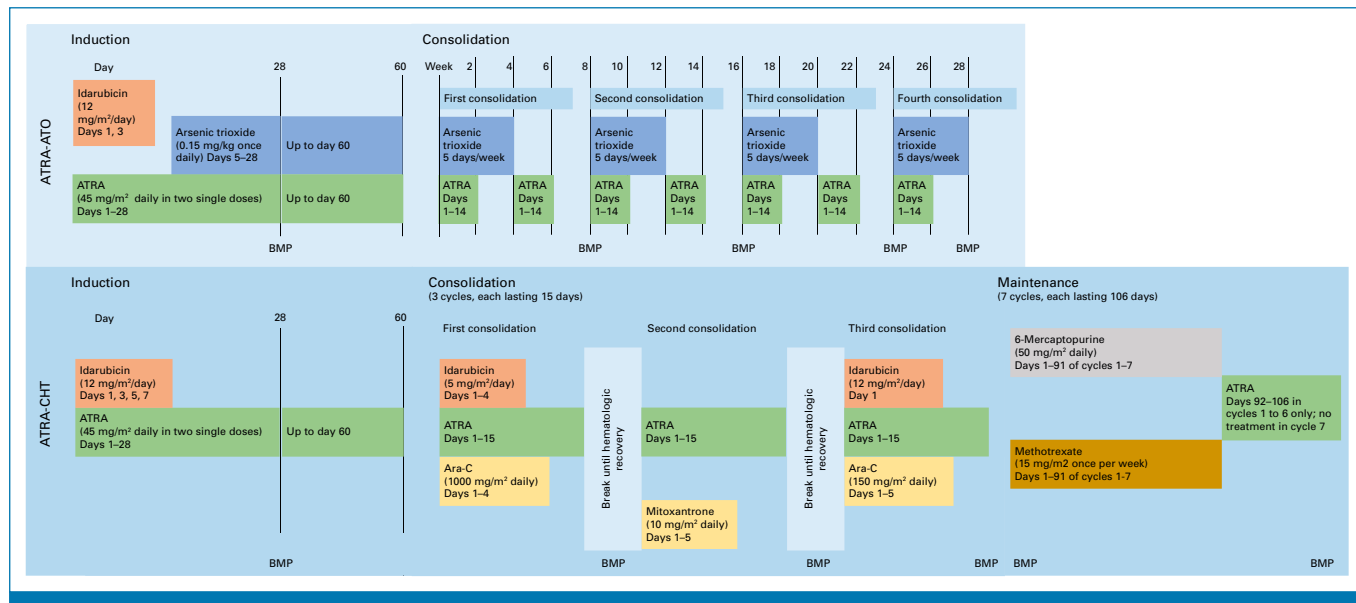 ATRA-ATO
Induction
Day
28
60
Idarubicin
(12
mg/m²/day)
Days 1, 3
Arsenic trioxide
(0.15 mg/kg once
daily) Days 5–28
Up to day 60
ATRA
(45 mg/m² daily in two single doses)
Days 1–28
Up to day 60
BMP
Consolidation
Week 2 4 6 8 10 12 14 16 18 20 22 24 26 28
First consolidation
Second consolidation
Third consolidation
Fourth consolidation
Arsenic
trioxide
5 days/week
Arsenic
trioxide
5 days/week
Arsenic
trioxide
5 days/week
Arsenic
trioxide
5 days/week
ATRA
Days
1–14
ATRA
Days
1–14
ATRA
Days
1–14
ATRA
Days
1–14
ATRA
Days
1–14
ATRA
Days
1–14
ATRA
Days
1–14
BMP
BMP
BMP
BMP
ATRA-CHT
Induction
Day
28
60
Idarubicin
(12 mg/m²/day)
Days 1, 3, 5, 7
ATRA
(45 mg/m² daily in two single doses)
Days 1–28
Up to day 60
BMP
Consolidation
(3 cycles, each lasting 15 days)
First consolidation
Idarubicin
(5 mg/m²/day)
Days 1–4
ATRA
Days 1–15
Ara-C
(1000 mg/m² daily)
Days 1–4
Break until hematologic
recovery
BMP
Second consolidation
ATRA
Days 1–15
Mitoxantrone
(10 mg/m² daily)
Days 1–5
Break until hematologic
recovery
BMP
Third consolidation
Idarubicin
(12 mg/m²/day)
Day 1
ATRA
Days 1–15
Ara-C
(150 mg/m² daily)
Days 1–5
BMP
Maintenance
(7 cycles, each lasting 106 days)
6-Mercaptopurine
(50 mg/m² daily)
Days 1–91 of cycles 1–7
ATRA
Days 92–106 in
cycles 1 to 6 only; no
treatment in cycle 7
Methotrexate
(15 mg/m2 once per week)
Days 1–91 of cycles 1-7
BMP
BMP